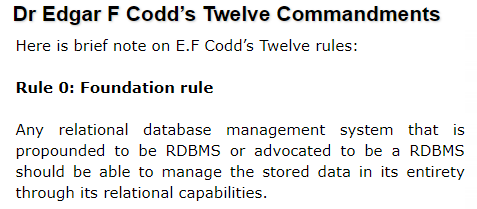 Dr Edgar F Codd's Twelve Commandments
Here is brief note on E.F Codd's Twelve rules:
Rule 0: Foundation rule
Any relational database management system that is
propounded to be RDBMS or advocated to be a RDBMS
should be able to manage the stored data in its entirety
through its relational capabilities.